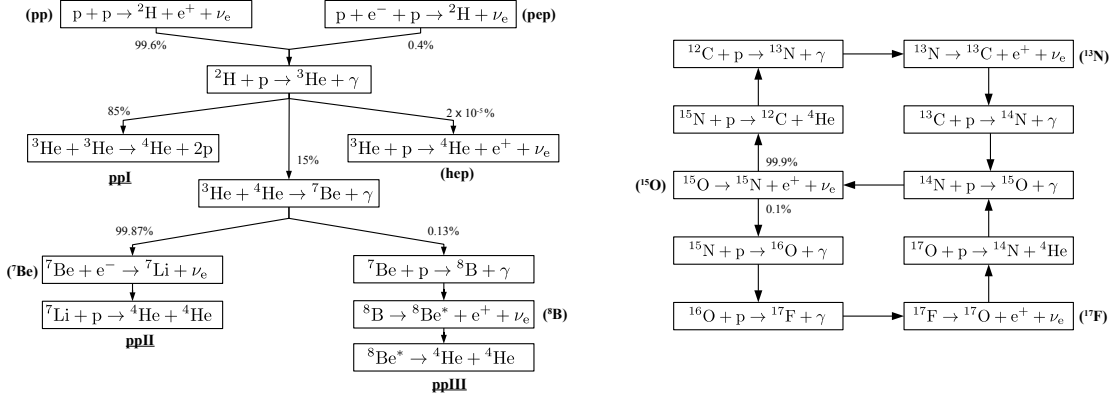 (pp) p + p → ²H + e⁺ + νₑ
p + e⁻ + p → ²H + νₑ (pep)
99.6%
0.4%
²H + p → ³He + γ
85%
2 x 10⁻⁵%
³He + ³He → ⁴He + 2p
ppI
³He + p → ⁴He + e⁺ + νₑ
(hep)
15%
³He + ⁴He → ⁷Be + γ
99.87%
0.13%
(⁷Be) ⁷Be + e⁻ → ⁷Li + νₑ
⁷Be + p → ⁸B + γ
⁷Li + p → ⁴He + ⁴He
ppII
⁸B → ⁸Be* + e⁺ + νₑ (⁸B)
⁸Be* → ⁴He + ⁴He
ppIII
¹²C + p → ¹³N + γ
¹³N → ¹³C + e⁺ + νₑ (¹³N)
¹⁵N + p → ¹²C + ⁴He
¹³C + p → ¹⁴N + γ
99.9%
(¹⁵O) ¹⁵O → ¹⁵N + e⁺ + νₑ
¹⁴N + p → ¹⁵O + γ
0.1%
¹⁵N + p → ¹⁶O + γ
¹⁷O + p → ¹⁴N + ⁴He
¹⁶O + p → ¹⁷F + γ
¹⁷F → ¹⁷O + e⁺ + νₑ
(¹⁷F)